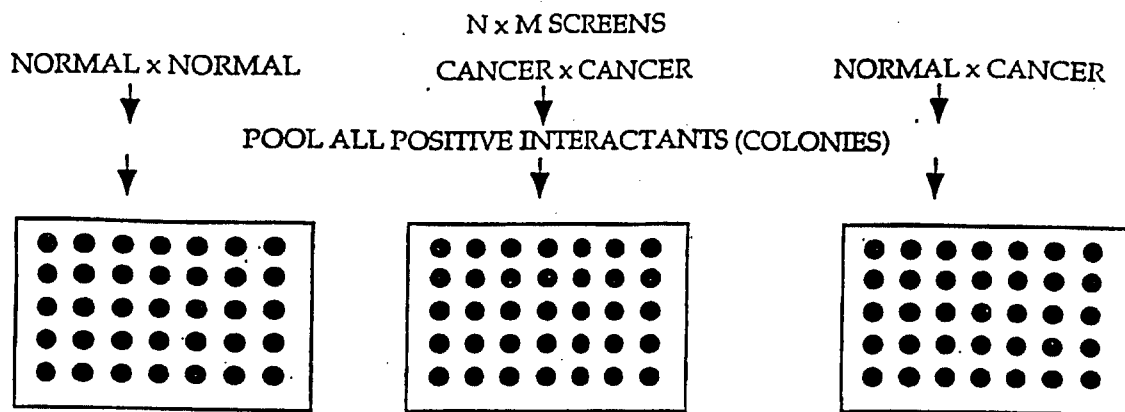 N x M SCREENS
NORMAL x NORMAL
CANCER x CANCER
NORMAL x CANCER
POOL ALL POSITIVE INTERACTANTS (COLONIES)